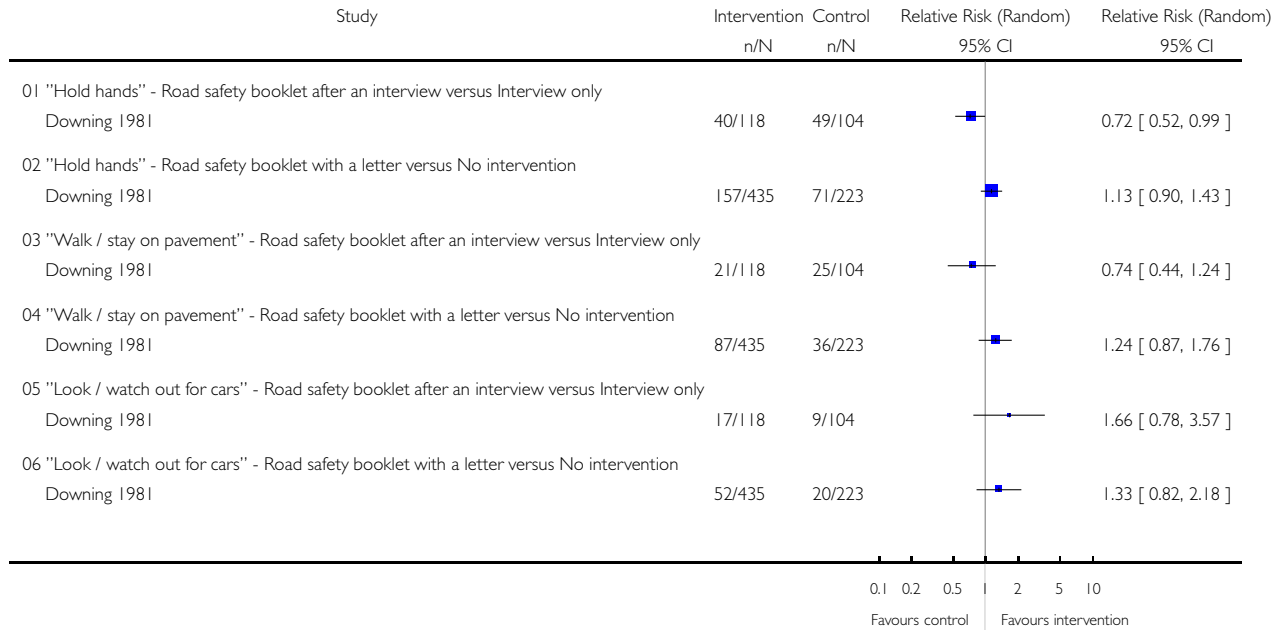 Study Intervention Control Relative Risk (Random) Relative Risk (Random)
n/N n/N 95% CI 95% CI
01 ”Hold hands” - Road safety booklet after an interview versus Interview only
Downing 1981 40/118 49/104 0.72 [ 0.52, 0.99 ]
02 ”Hold hands” - Road safety booklet with a letter versus No intervention
Downing 1981 157/435 71/223 1.13 [ 0.90, 1.43 ]
03 ”Walk / stay on pavement” - Road safety booklet after an interview versus Interview only
Downing 1981 21/118 25/104 0.74 [ 0.44, 1.24 ]
04 ”Walk / stay on pavement” - Road safety booklet with a letter versus No intervention
Downing 1981 87/435 36/223 1.24 [ 0.87, 1.76 ]
05 ”Look / watch out for cars” - Road safety booklet after an interview versus Interview only
Downing 1981 17/118 9/104 1.66 [ 0.78, 3.57 ]
06 ”Look / watch out for cars” - Road safety booklet with a letter versus No intervention
Downing 1981 52/435 20/223 1.33 [ 0.82, 2.18 ]
0.1 0.2 0.5 1 2 5 10
Favours control Favours intervention